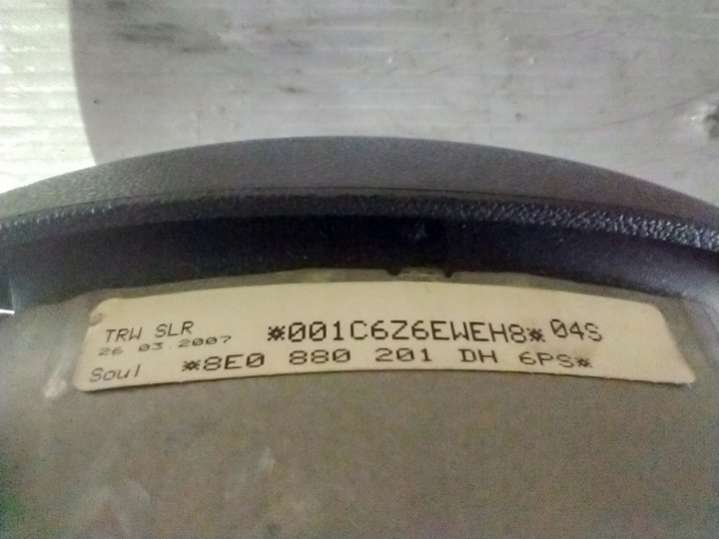 TRW SLR *001C6Z6EWEH8* 04S
26 03.2007
Soul *8E0 880 201 DH 6PS*